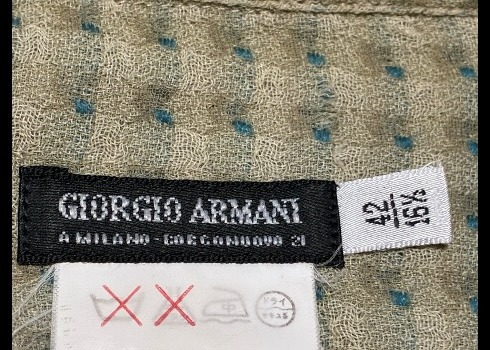 GIORGIO ARMANI
A MILANO - BORGONUOVO 21
42
16½
ドライ